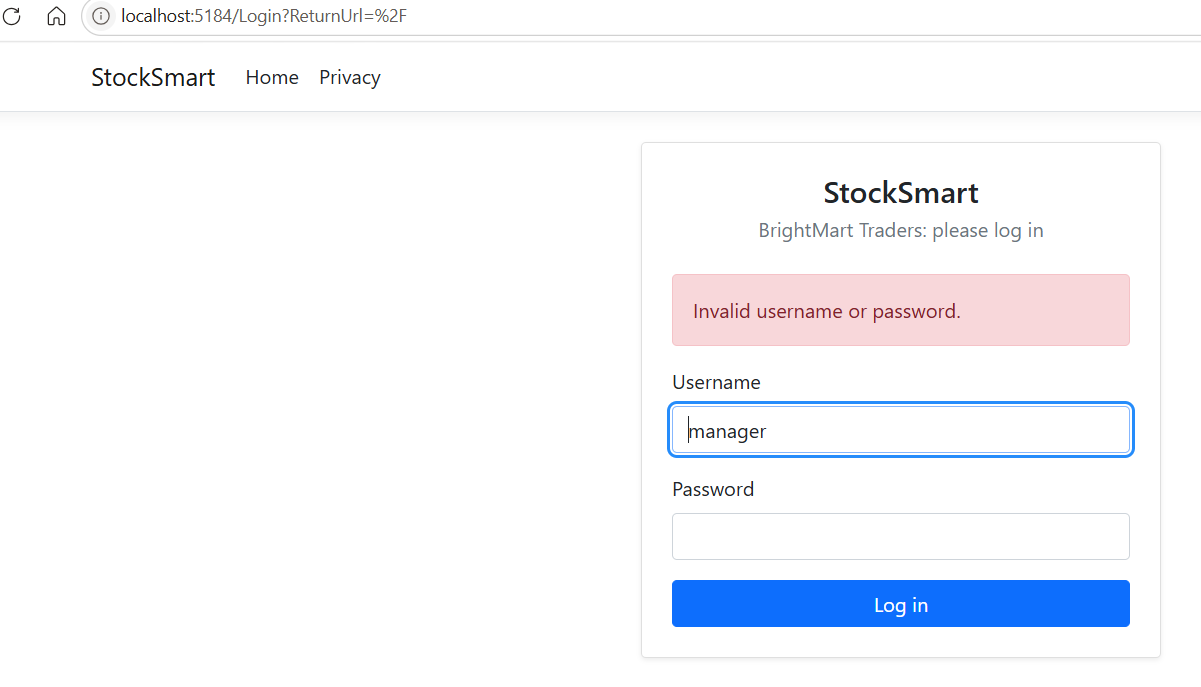 localhost:5184/Login?ReturnUrl=%2F
StockSmart Home Privacy
StockSmart
BrightMart Traders: please log in
Invalid username or password.
Username
manager
Password
Log in